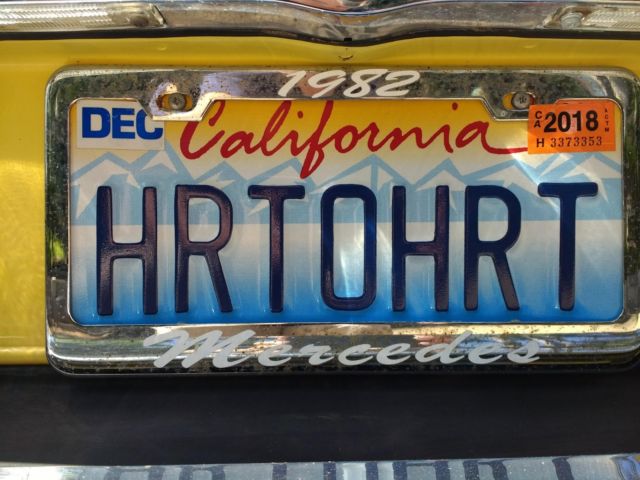 1982
DEC California CA 2018
H 3373353
HRTOHRT
Mercedes